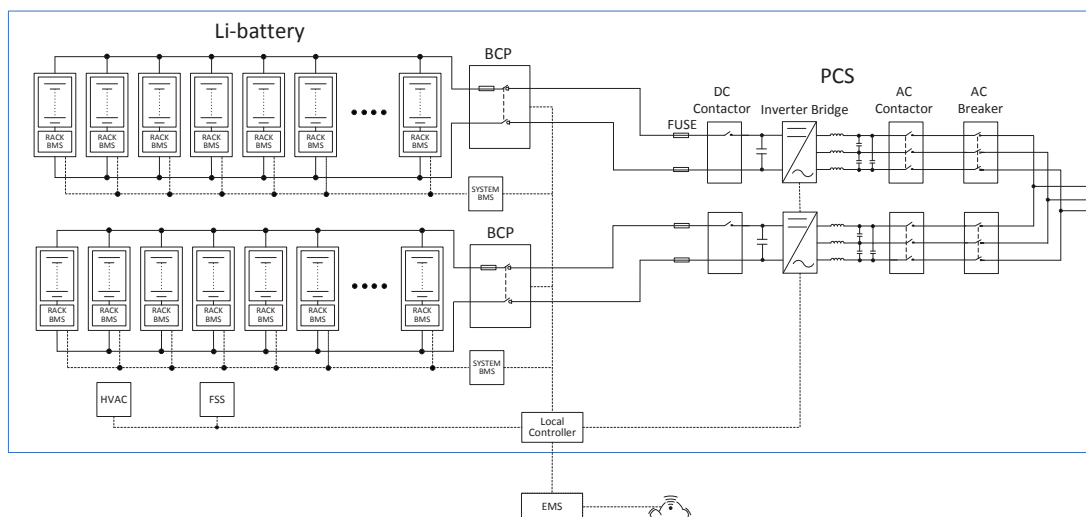 Li-battery
BCP
PCS
DC
Contactor
Inverter Bridge
AC
Contactor
AC
Breaker
FUSE
RACK
BMS
RACK
BMS
RACK
BMS
RACK
BMS
RACK
BMS
RACK
BMS
RACK
BMS
SYSTEM
BMS
BCP
RACK
BMS
RACK
BMS
RACK
BMS
RACK
BMS
RACK
BMS
RACK
BMS
RACK
BMS
SYSTEM
BMS
HVAC
FSS
Local
Controller
EMS